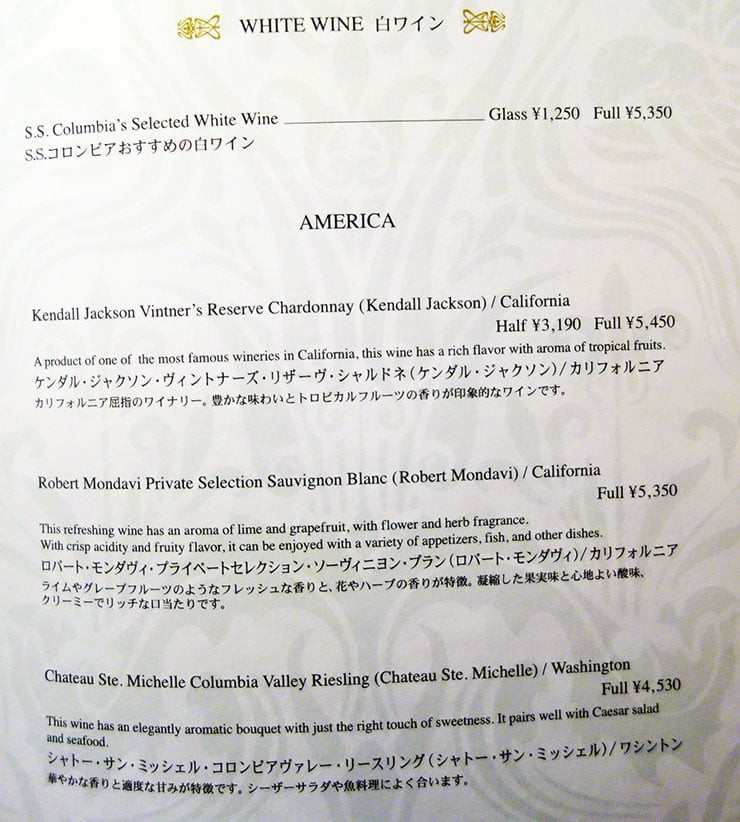 WHITE WINE 白ワイン
S.S. Columbia's Selected White Wine Glass ¥1,250 Full ¥5,350
S.S.コロンビアおすすめの白ワイン
AMERICA
Kendall Jackson Vintner's Reserve Chardonnay (Kendall Jackson) / California
Half ¥3,190 Full ¥5,450
A product of one of the most famous wineries in California, this wine has a rich flavor with aroma of tropical fruits.
ケンダル・ジャクソン・ヴィントナーズ・リザーヴ・シャルドネ(ケンダル・ジャクソン)/カリフォルニア
カリフォルニア屈指のワイナリー。豊かな味わいとトロピカルフルーツの香りが印象的なワインです。
Robert Mondavi Private Selection Sauvignon Blanc (Robert Mondavi) / California
Full ¥5,350
This refreshing wine has an aroma of lime and grapefruit, with flower and herb fragrance.
With crisp acidity and fruity flavor, it can be enjoyed with a variety of appetizers, fish, and other dishes.
ロバート・モンダヴィ・プライベートセレクション・ソーヴィニヨン・ブラン(ロバート・モンダヴィ)/カリフォルニア
ライムやグレープフルーツのようなフレッシュな香りと、花やハーブの香りが特徴。凝縮した果実味と心地よい酸味、
クリーミーでリッチな口当たりです。
Chateau Ste. Michelle Columbia Valley Riesling (Chateau Ste. Michelle) / Washington
Full ¥4,530
This wine has an elegantly aromatic bouquet with just the right touch of sweetness. It pairs well with Caesar salad
and seafood.
シャトー・サン・ミッシェル・コロンビアヴァレー・リースリング(シャトー・サン・ミッシェル)/ワシントン
華やかな香りと適度な甘みが特徴です。シーザーサラダや魚料理によく合います。